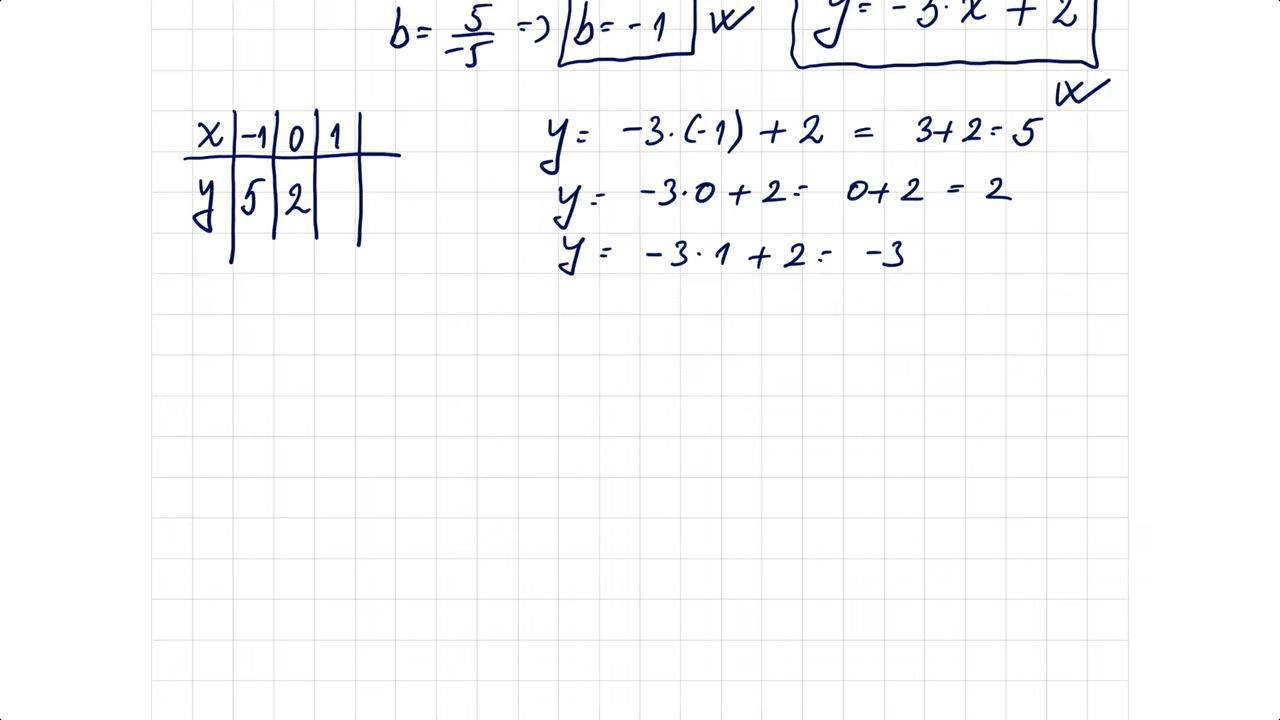 b = 5/-5 => b = -1
y = -3·x + 2
x | -1 | 0 | 1
y | 5 | 2
y = -3·(-1) + 2 = 3+2=5
y = -3·0 + 2 = 0+2 = 2
y = -3·1 + 2 = -3